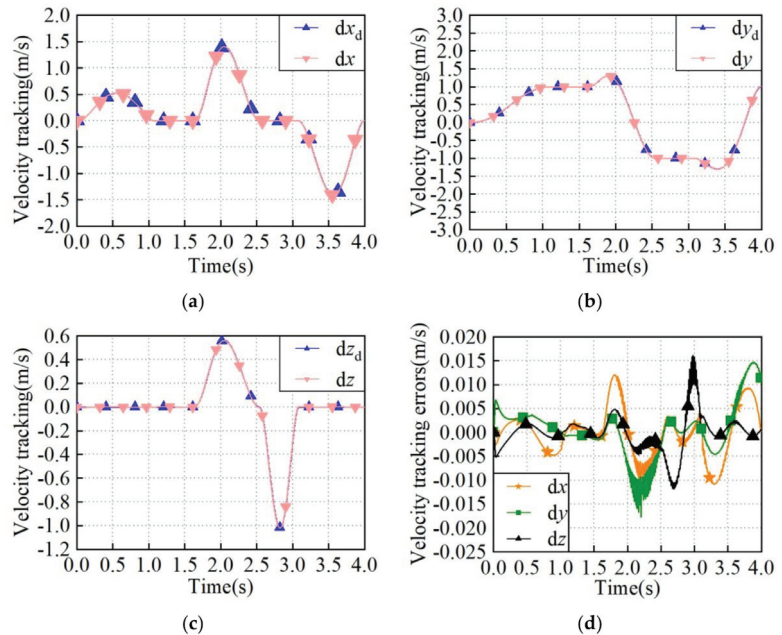 Velocity tracking(m/s)
2.0
1.5
1.0
0.5
0.0
-0.5
-1.0
-1.5
-2.0
dxd
dx
0.0 0.5 1.0 1.5 2.0 2.5 3.0 3.5 4.0
Time(s)
(a)
Velocity tracking(m/s)
3.0
2.5
2.0
1.5
1.0
0.5
0.0
-0.5
-1.0
-1.5
-2.0
-2.5
-3.0
dyd
dy
0.0 0.5 1.0 1.5 2.0 2.5 3.0 3.5 4.0
Time(s)
(b)
Velocity tracking(m/s)
0.6
0.4
0.2
0.0
-0.2
-0.4
-0.6
-0.8
-1.0
-1.2
dzd
dz
0.0 0.5 1.0 1.5 2.0 2.5 3.0 3.5 4.0
Time(s)
(c)
Velocity tracking errors(m/s)
0.020
0.015
0.010
0.005
0.000
-0.005
-0.010
-0.015
-0.020
-0.025
dx
dy
dz
0.0 0.5 1.0 1.5 2.0 2.5 3.0 3.5 4.0
Time(s)
(d)